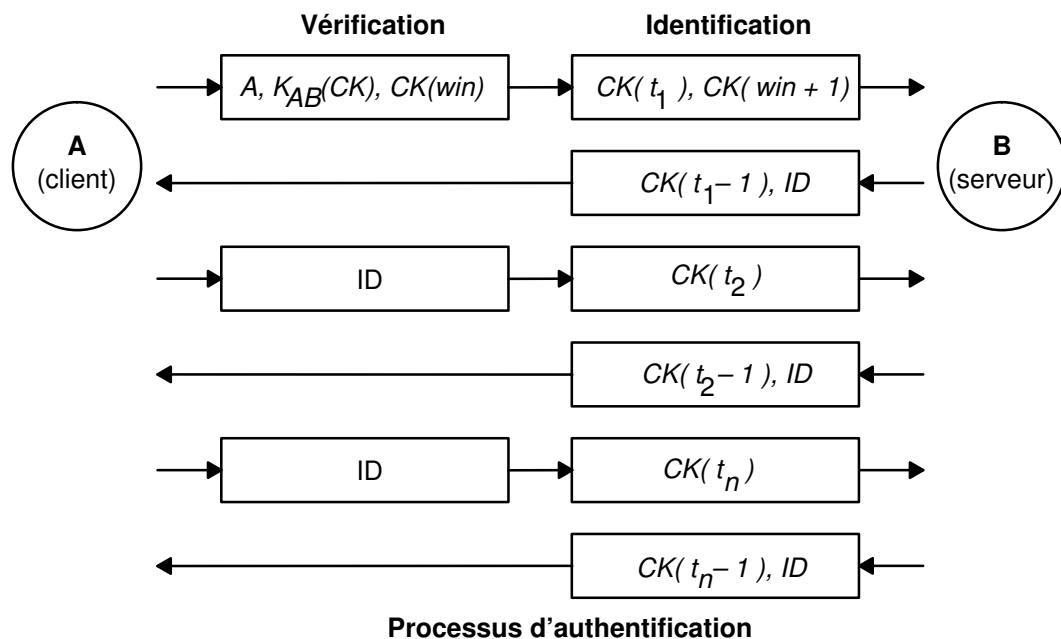 Vérification Identification
A, K_AB(CK), CK(win) CK( t_1 ), CK( win + 1)
A
(client)
B
(serveur)
CK( t_1 – 1 ), ID
ID CK( t_2 )
CK( t_2 – 1 ), ID
ID CK( t_n )
CK( t_n – 1 ), ID
Processus d’authentification